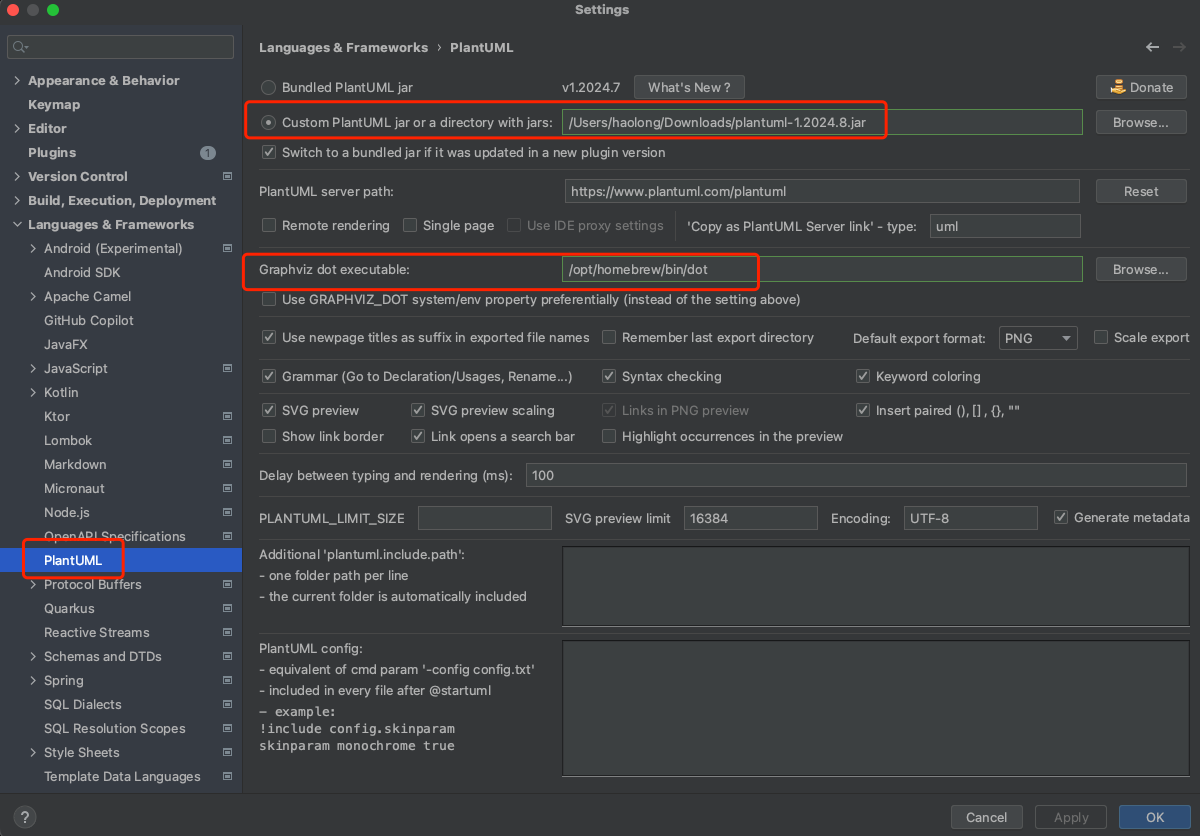 Settings
Appearance & Behavior
Keymap
Editor
Plugins 1
Version Control
Build, Execution, Deployment
Languages & Frameworks
Android (Experimental)
Android SDK
Apache Camel
GitHub Copilot
JavaFX
JavaScript
Kotlin
Ktor
Lombok
Markdown
Micronaut
Node.js
OpenAPI Specifications
PlantUML
Protocol Buffers
Quarkus
Reactive Streams
Schemas and DTDs
Spring
SQL Dialects
SQL Resolution Scopes
Style Sheets
Template Data Languages
Languages & Frameworks › PlantUML
Bundled PlantUML jar v1.2024.7 What's New ? Donate
Custom PlantUML jar or a directory with jars: /Users/haolong/Downloads/plantuml-1.2024.8.jar Browse...
Switch to a bundled jar if it was updated in a new plugin version
PlantUML server path: https://www.plantuml.com/plantuml Reset
Remote rendering Single page Use IDE proxy settings 'Copy as PlantUML Server link' - type: uml
Graphviz dot executable: /opt/homebrew/bin/dot Browse...
Use GRAPHVIZ_DOT system/env property preferentially (instead of the setting above)
Use newpage titles as suffix in exported file names Remember last export directory Default export format: PNG Scale export
Grammar (Go to Declaration/Usages, Rename...) Syntax checking Keyword coloring
SVG preview SVG preview scaling Links in PNG preview Insert paired (), [] , {}, ""
Show link border Link opens a search bar Highlight occurrences in the preview
Delay between typing and rendering (ms): 100
PLANTUML_LIMIT_SIZE SVG preview limit 16384 Encoding: UTF-8 Generate metadata
Additional 'plantuml.include.path':
- one folder path per line
- the current folder is automatically included
PlantUML config:
- equivalent of cmd param '-config config.txt'
- included in every file after @startuml
– example:
!include config.skinparam
skinparam monochrome true
? Cancel Apply OK